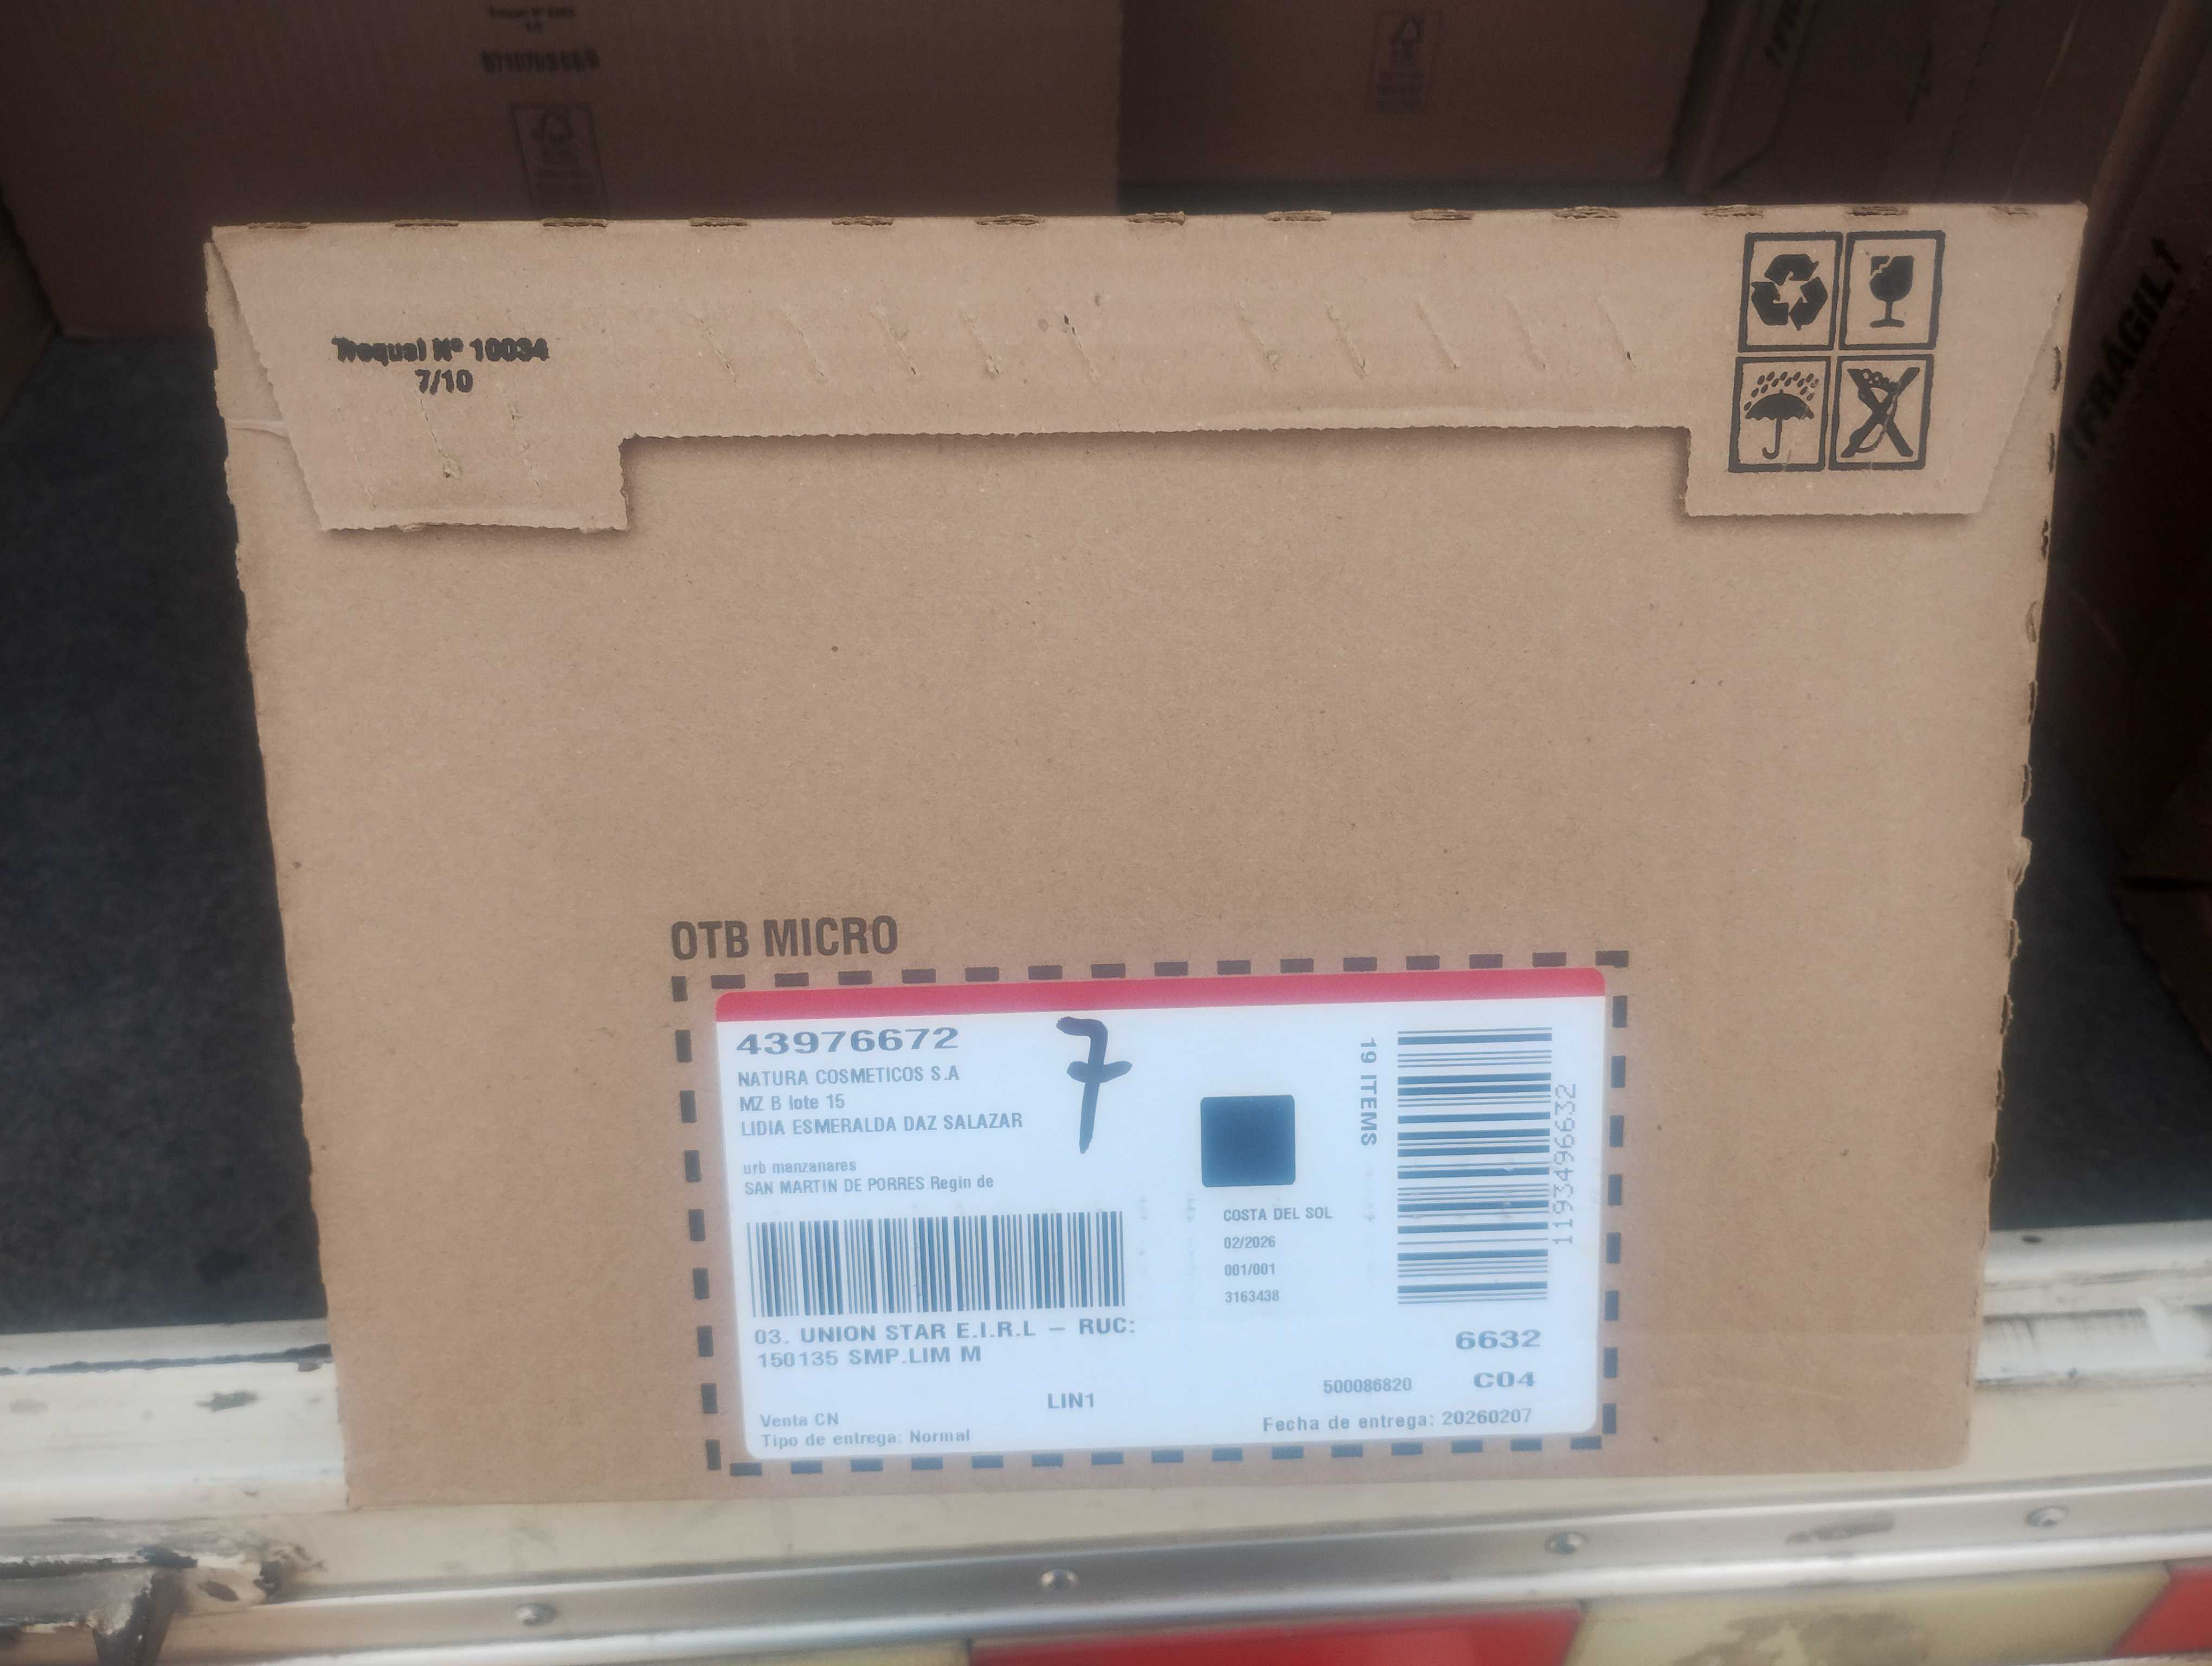 Troquel Nº 10034
7/10
FRAGIL
OTB MICRO
43976672
7
NATURA COSMETICOS S.A
MZ B lote 15
LIDIA ESMERALDA DAZ SALAZAR
urb manzanares
SAN MARTIN DE PORRES Regin de
19 ITEMS
1193496632
COSTA DEL SOL
02/2026
001/001
3163438
03. UNION STAR E.I.R.L — RUC:
150135 SMP.LIM M
6632
LIN1
500086820 C04
Venta CN
Tipo de entrega: Normal
Fecha de entrega: 20260207